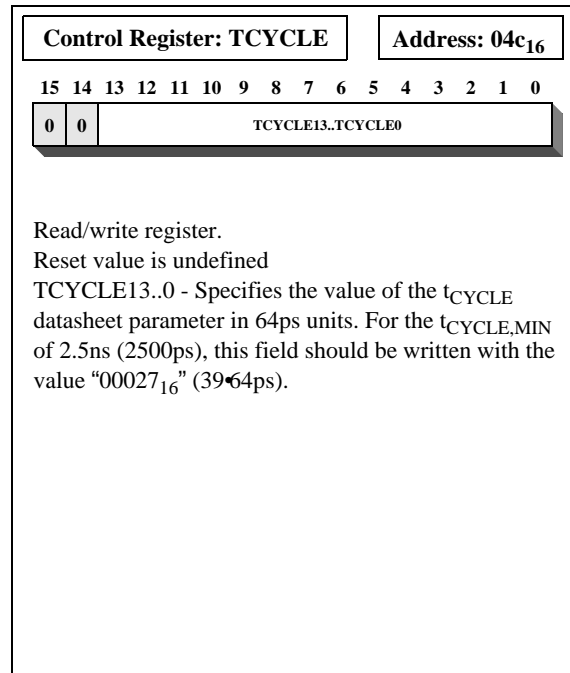 Control Register: TCYCLE Address: 04c₁₆
15 14 13 12 11 10 9 8 7 6 5 4 3 2 1 0
0 0 TCYCLE13..TCYCLE0
Read/write register.
Reset value is undefined
TCYCLE13..0 - Specifies the value of the tCYCLE
datasheet parameter in 64ps units. For the tCYCLE,MIN
of 2.5ns (2500ps), this field should be written with the
value “00027₁₆” (39•64ps).